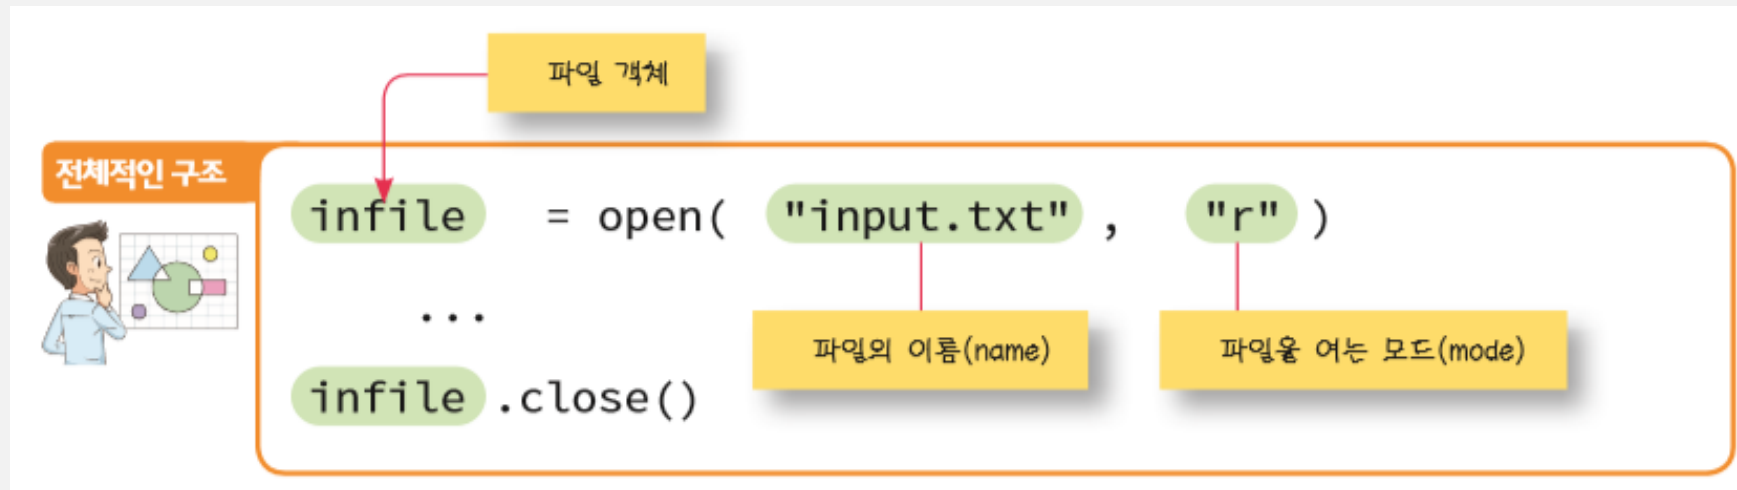 파일 객체
전체적인 구조
infile = open( "input.txt" , "r" )
...
파일의 이름(name)
파일을 여는 모드(mode)
infile .close()